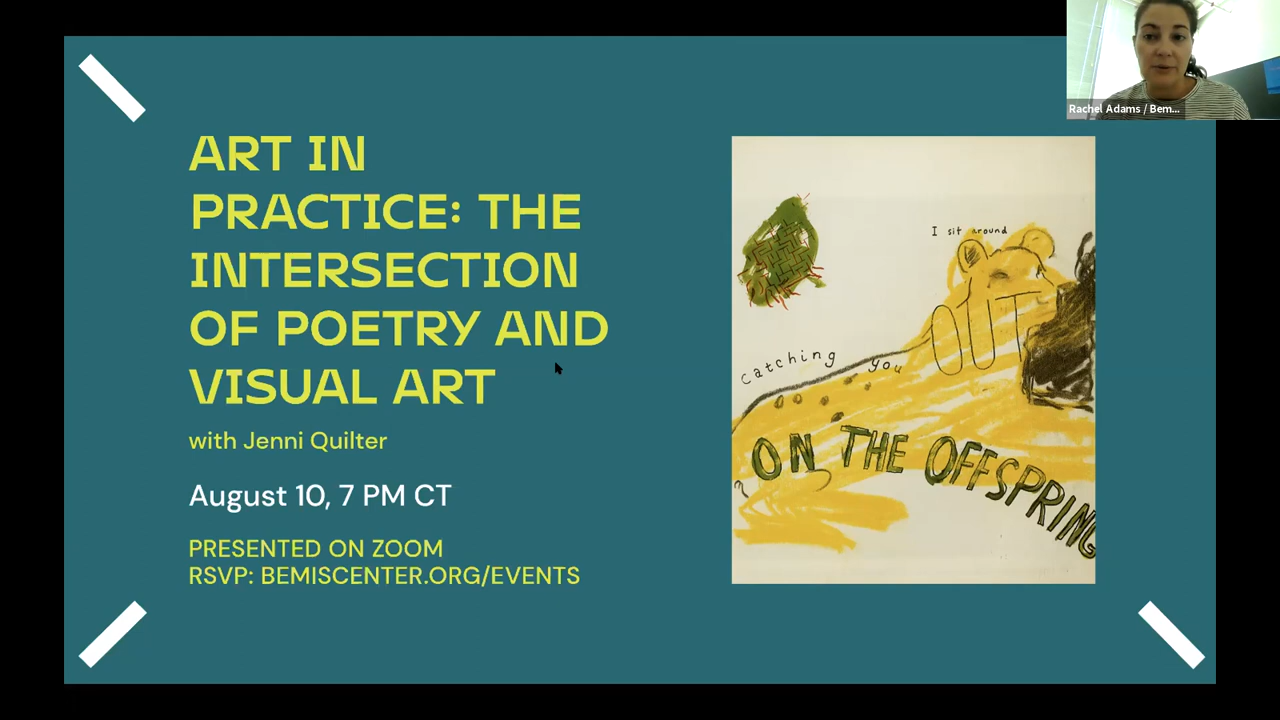 Rachel Adams / Bem...
ART IN
PRACTICE: THE
INTERSECTION
OF POETRY AND
VISUAL ART
with Jenni Quilter
August 10, 7 PM CT
PRESENTED ON ZOOM
RSVP: BEMISCENTER.ORG/EVENTS
I sit around
OUT
catching you
ON THE OFFSPRING